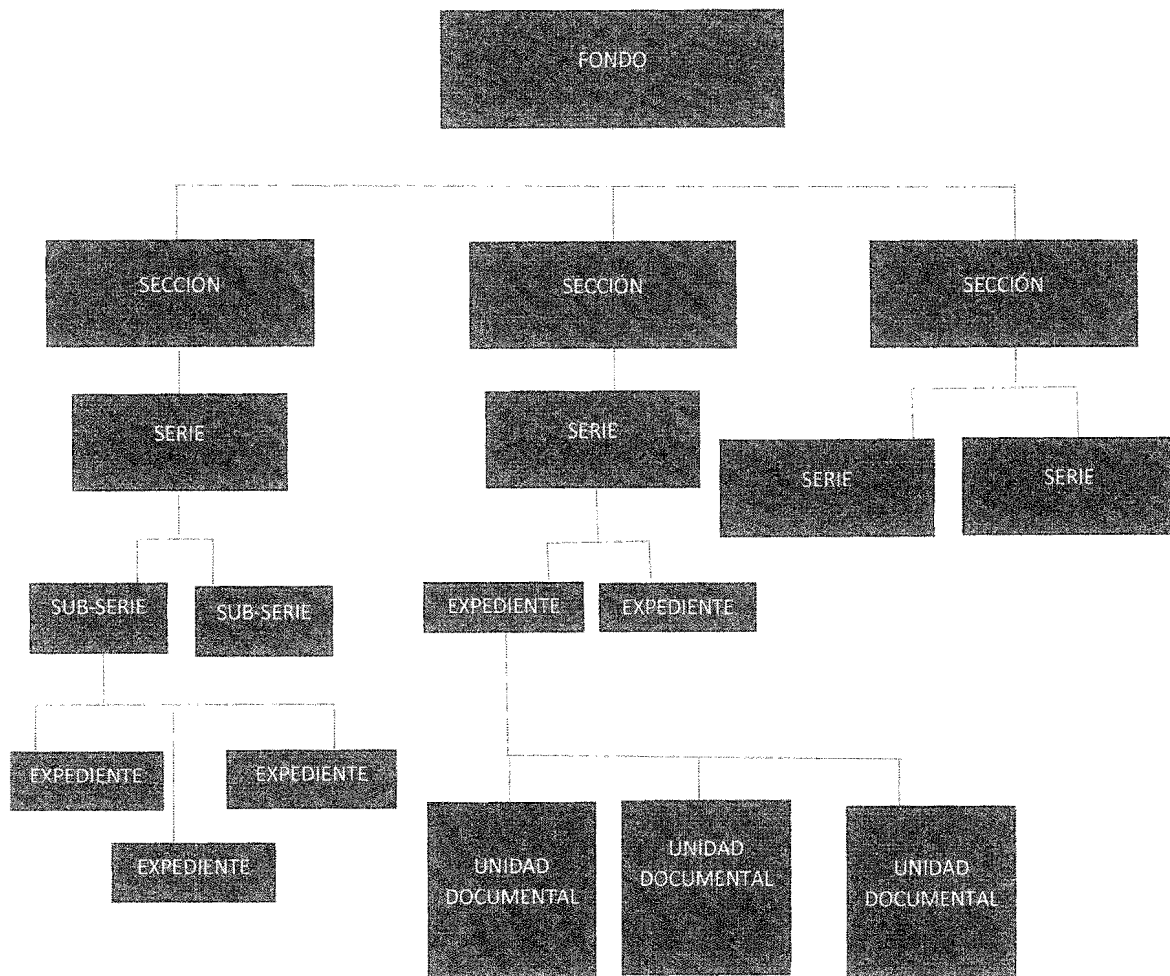 FONDO
SECCIÓN
SECCIÓN
SECCIÓN
SERIE
SERIE
SERIE
SERIE
SUB-SERIE
SUB-SERIE
EXPEDIENTE
EXPEDIENTE
EXPEDIENTE
EXPEDIENTE
EXPEDIENTE
UNIDAD
DOCUMENTAL
UNIDAD
DOCUMENTAL
UNIDAD
DOCUMENTAL